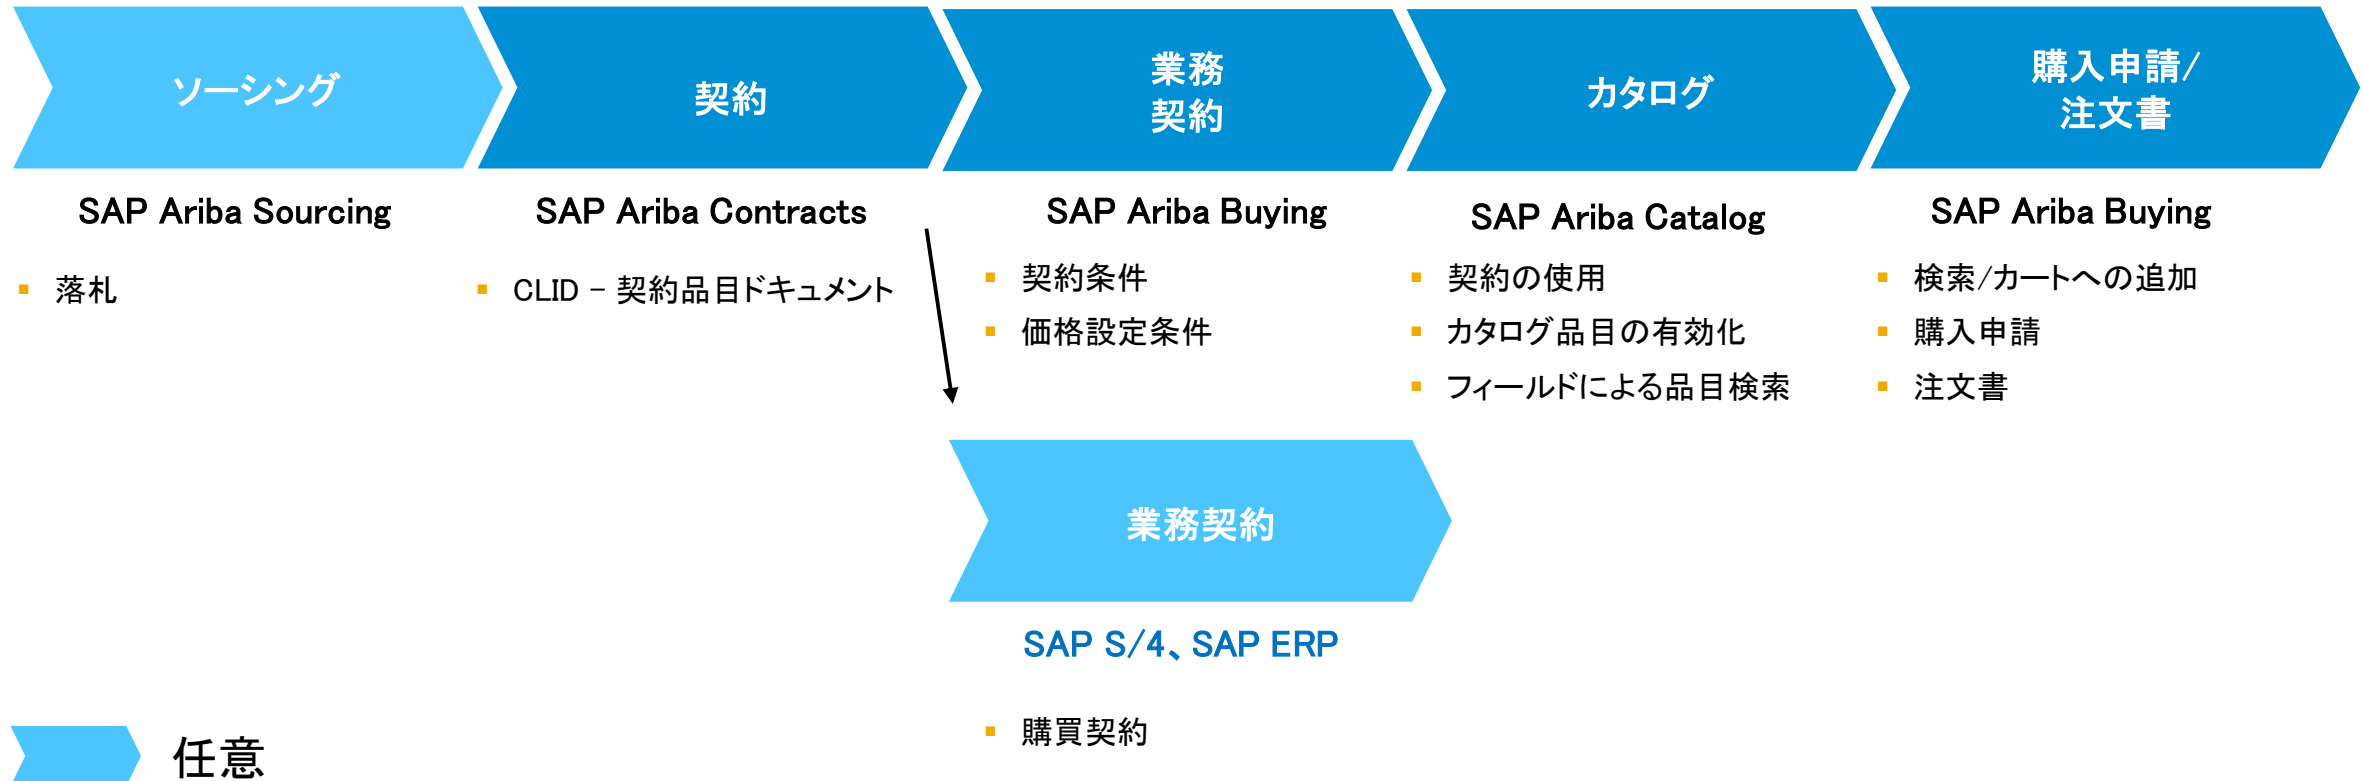 ソーシング
契約
業務
契約
カタログ
購入申請/
注文書
SAP Ariba Sourcing
SAP Ariba Contracts
SAP Ariba Buying
SAP Ariba Catalog
SAP Ariba Buying
▪ 落札
▪ CLID - 契約品目ドキュメント
▪ 契約条件
▪ 価格設定条件
▪ 契約の使用
▪ カタログ品目の有効化
▪ フィールドによる品目検索
▪ 検索/カートへの追加
▪ 購入申請
▪ 注文書
業務契約
SAP S/4、SAP ERP
▪ 購買契約
任意